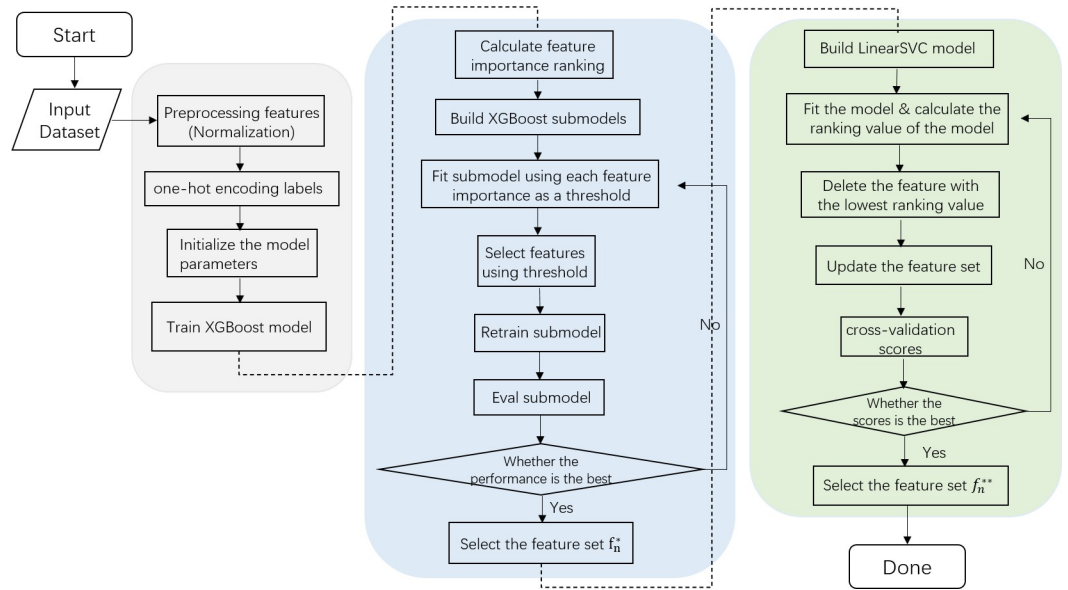 Start
Input
Dataset
Preprocessing features
(Normalization)
one-hot encoding labels
Initialize the model
parameters
Train XGBoost model
Calculate feature
importance ranking
Build XGBoost submodels
Fit submodel using each feature
importance as a threshold
Select features
using threshold
Retrain submodel
Eval submodel
Whether the
performance is the best
No
Yes
Select the feature set f_n^*
Build LinearSVC model
Fit the model & calculate the
ranking value of the model
Delete the feature with
the lowest ranking value
Update the feature set
cross-validation
scores
Whether the
scores is the best
No
Yes
Select the feature set f_n^{**}
Done